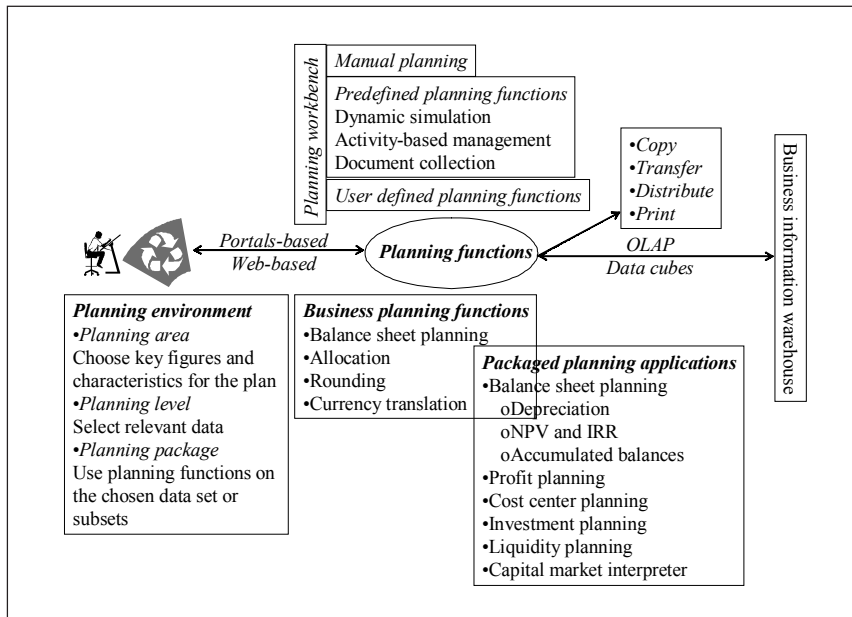 Planning workbench
Manual planning
Predefined planning functions
Dynamic simulation
Activity-based management
Document collection
User defined planning functions
•Copy
•Transfer
•Distribute
•Print
Business information warehouse
Portals-based
Web-based
Planning functions
OLAP
Data cubes
Planning environment
•Planning area
Choose key figures and
characteristics for the plan
•Planning level
Select relevant data
•Planning package
Use planning functions on
the chosen data set or
subsets
Business planning functions
•Balance sheet planning
•Allocation
•Rounding
•Currency translation
Packaged planning applications
•Balance sheet planning
oDepreciation
oNPV and IRR
oAccumulated balances
•Profit planning
•Cost center planning
•Investment planning
•Liquidity planning
•Capital market interpreter